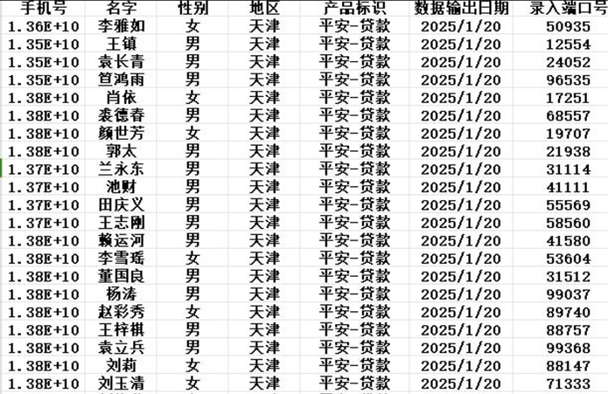 手机号 名字 性别 地区 产品标识 数据输出日期 录入端口号
1.36E+10 李雅如 女 天津 平安-贷款 2025/1/20 50935
1.35E+10 王镇 男 天津 平安-贷款 2025/1/20 12554
1.35E+10 袁长青 男 天津 平安-贷款 2025/1/20 24052
1.35E+10 笪鸿雨 男 天津 平安-贷款 2025/1/20 96535
1.38E+10 肖依 女 天津 平安-贷款 2025/1/20 17251
1.38E+10 裘德春 男 天津 平安-贷款 2025/1/20 68557
1.38E+10 颜世芳 女 天津 平安-贷款 2025/1/20 19707
1.38E+10 郭太 男 天津 平安-贷款 2025/1/20 21938
1.37E+10 兰永东 男 天津 平安-贷款 2025/1/20 31114
1.37E+10 池财 男 天津 平安-贷款 2025/1/20 41111
1.37E+10 田庆义 男 天津 平安-贷款 2025/1/20 55569
1.37E+10 王志刚 男 天津 平安-贷款 2025/1/20 58560
1.38E+10 赖运河 男 天津 平安-贷款 2025/1/20 41580
1.38E+10 李雪瑶 女 天津 平安-贷款 2025/1/20 53604
1.38E+10 董国良 男 天津 平安-贷款 2025/1/20 31512
1.38E+10 杨涛 男 天津 平安-贷款 2025/1/20 99037
1.38E+10 赵彩秀 女 天津 平安-贷款 2025/1/20 89740
1.38E+10 王梓祺 男 天津 平安-贷款 2025/1/20 88757
1.38E+10 袁立兵 男 天津 平安-贷款 2025/1/20 99368
1.38E+10 刘莉 女 天津 平安-贷款 2025/1/20 88147
1.38E+10 刘玉清 女 天津 平安-贷款 2025/1/20 71333